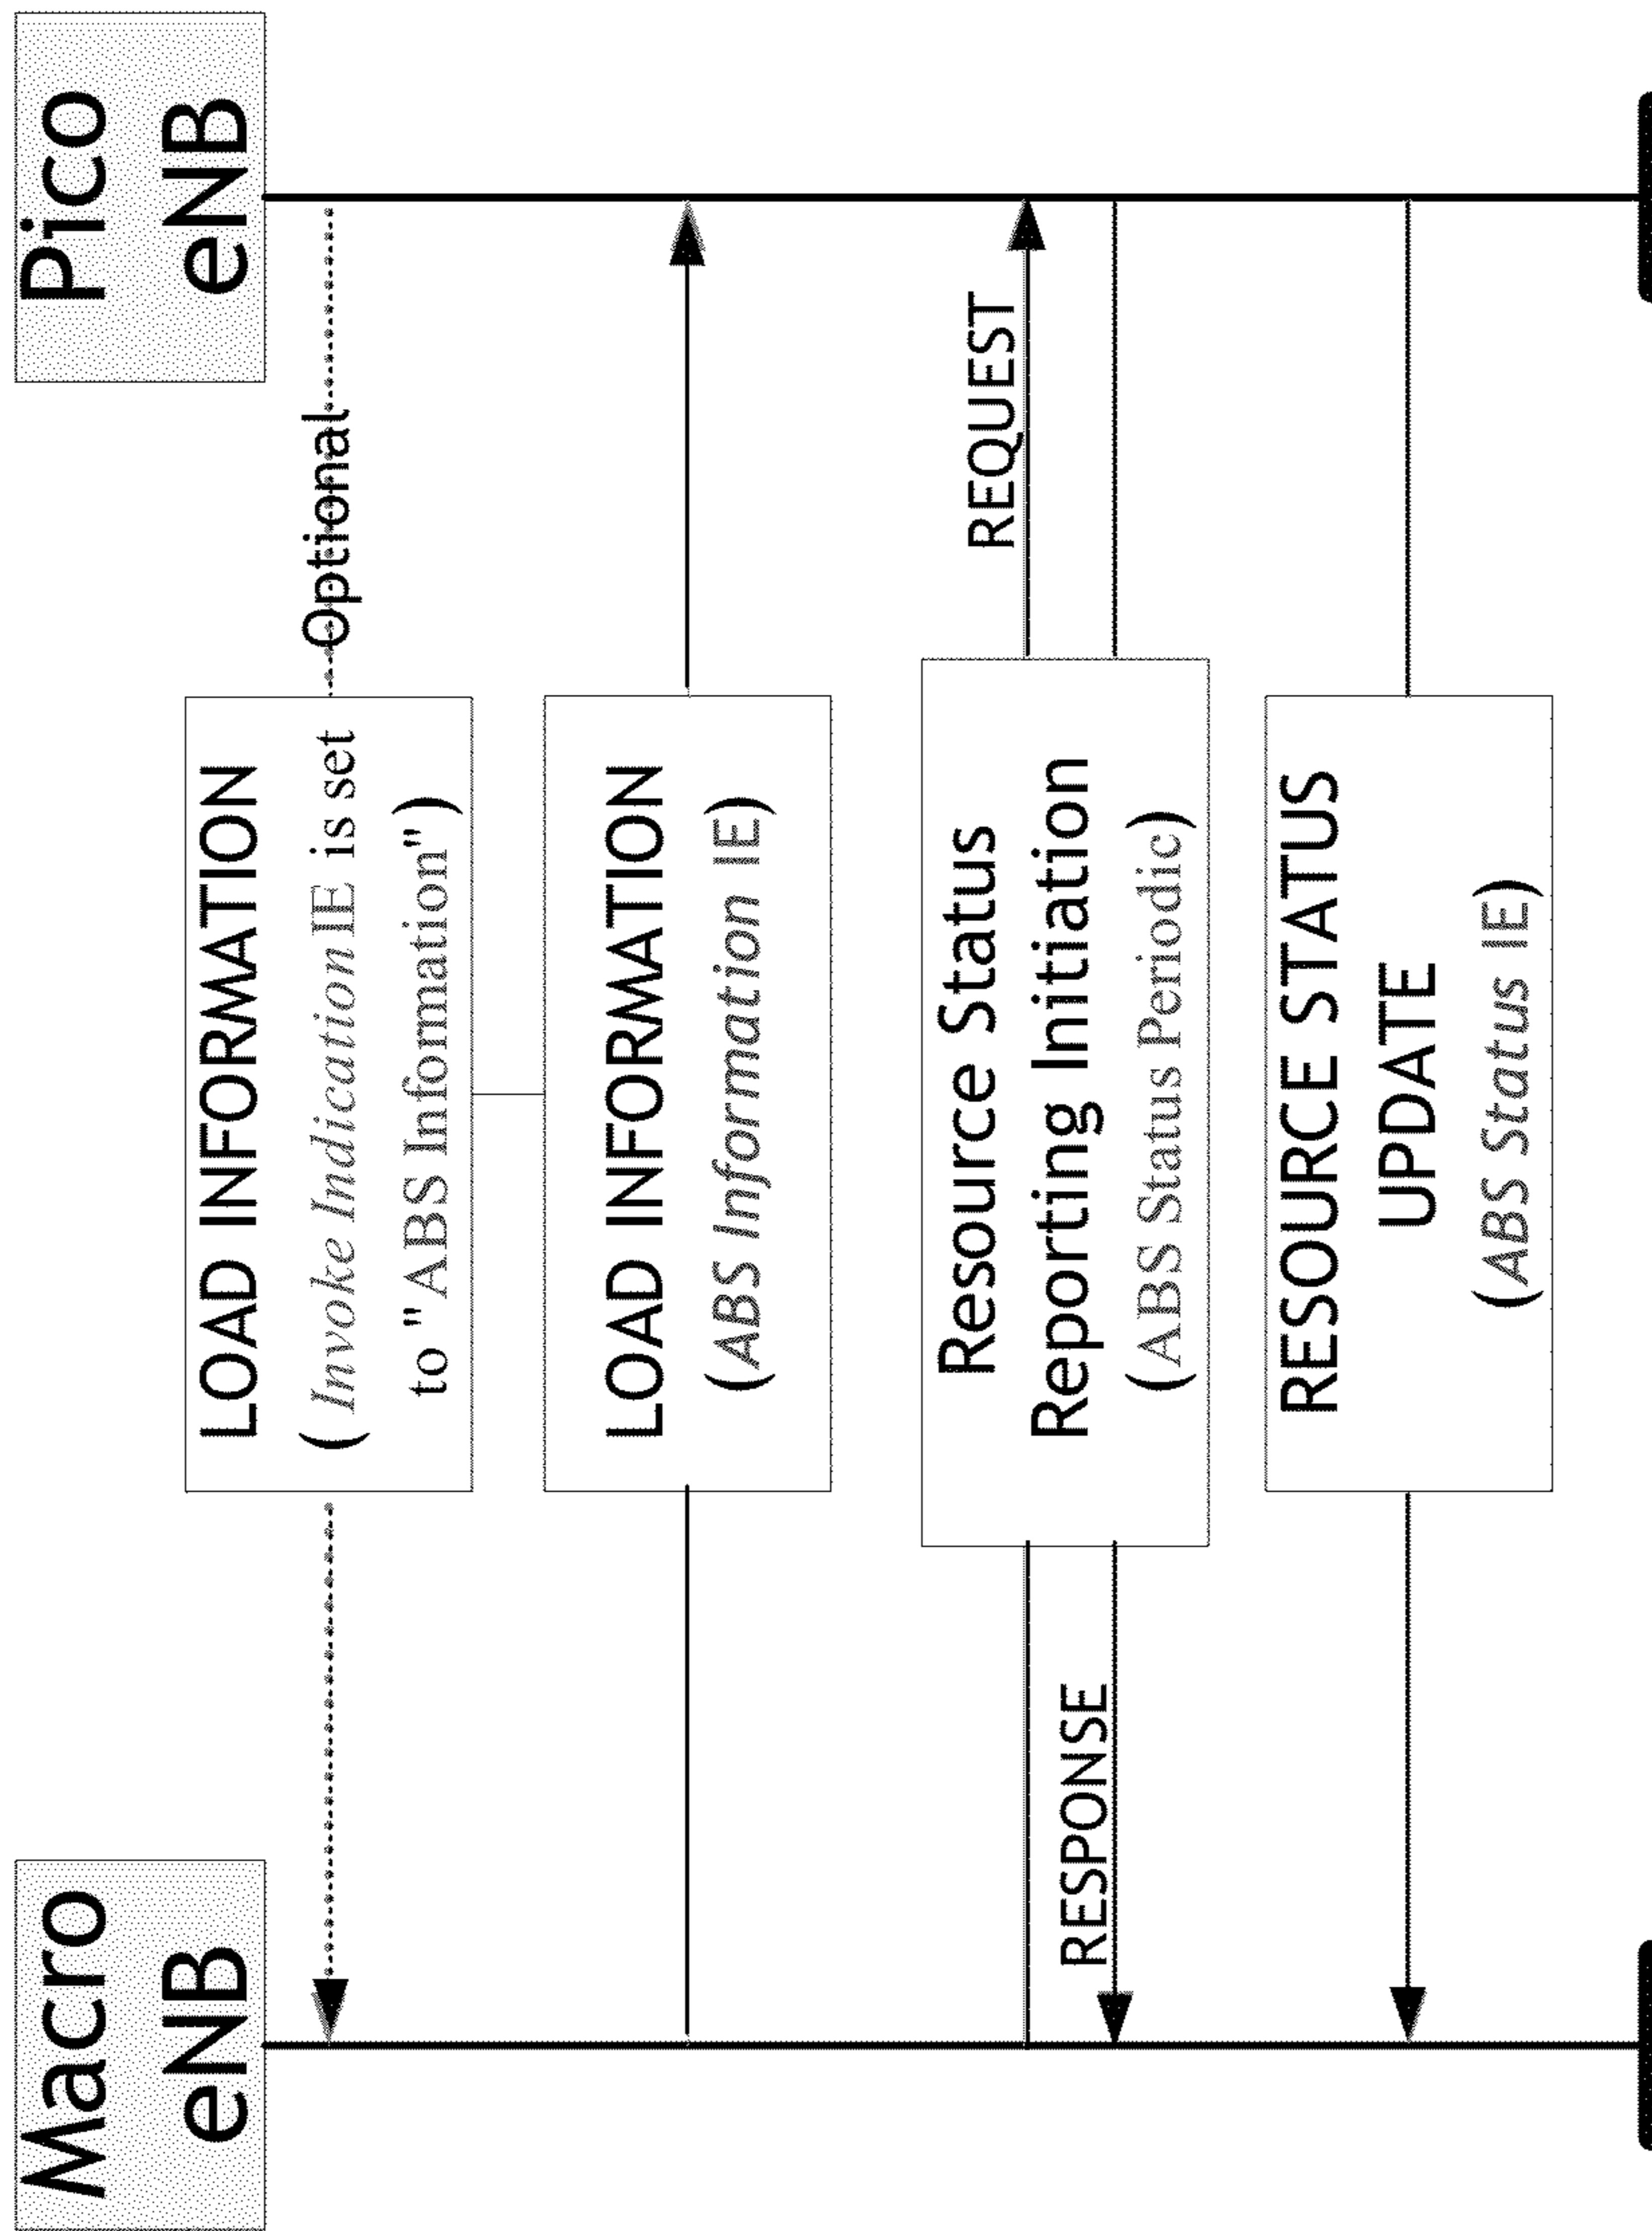 Macro
eNB
Pico
eNB
Optional
LOAD INFORMATION
( Invoke Indication IE is set
to " ABS Information" )
LOAD INFORMATION
(ABS Information IE)
REQUEST
Resource Status
Reporting Initiation
(ABS Status Periodic)
RESPONSE
RESOURCE STATUS
UPDATE
(ABS Status IE)